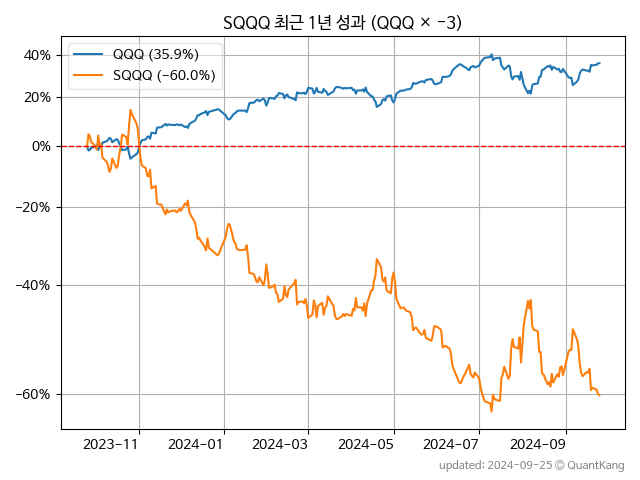 SQQQ 최근 1년 성과 (QQQ × −3)
QQQ (35.9%)
SQQQ (−60.0%)
40%
20%
0%
−20%
−40%
−60%
2023-11 2024-01 2024-03 2024-05 2024-07 2024-09
updated: 2024-09-25 © QuantKang